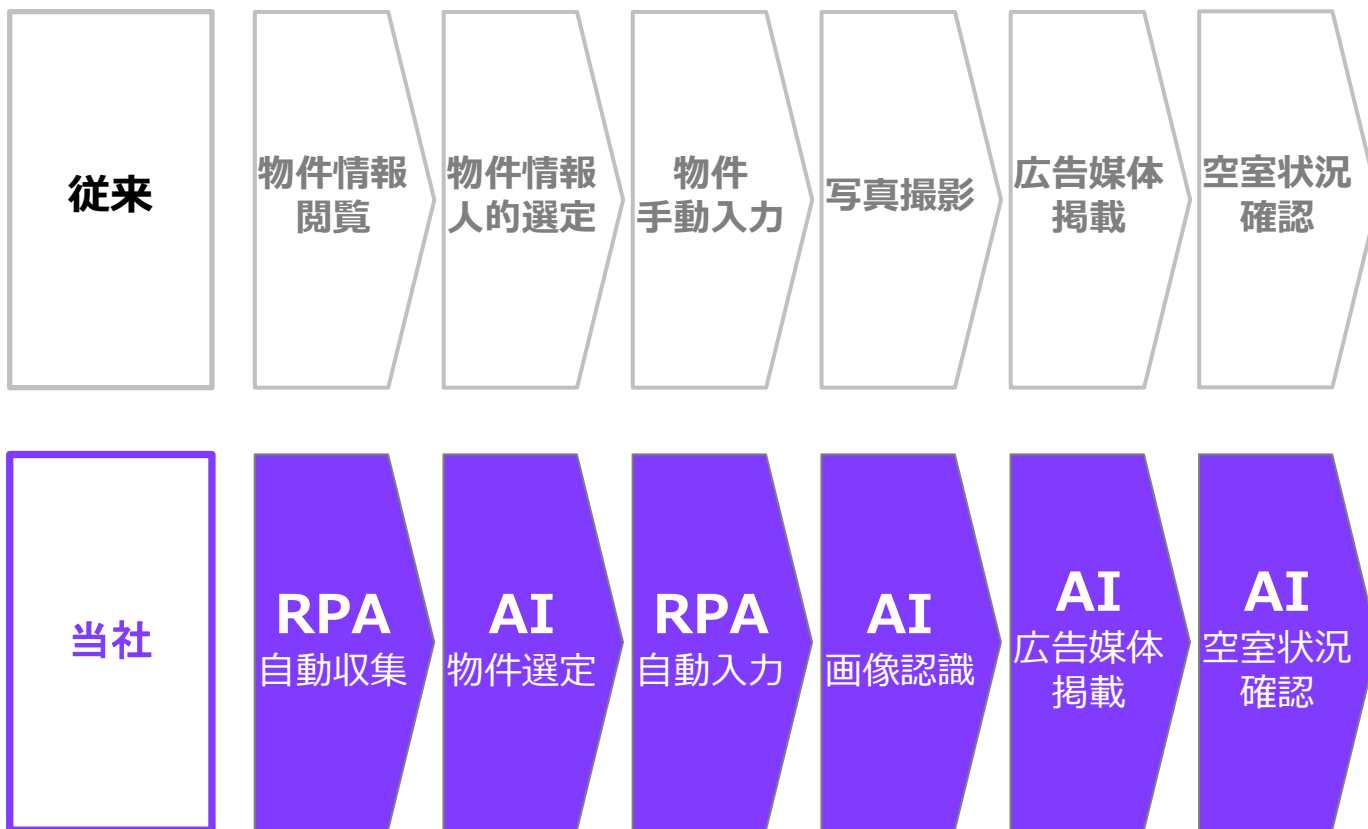 従来
物件情報
閲覧
物件情報
人的選定
物件
手動入力
写真撮影
広告媒体
掲載
空室状況
確認
当社
RPA
自動収集
AI
物件選定
RPA
自動入力
AI
画像認識
AI
広告媒体
掲載
AI
空室状況
確認